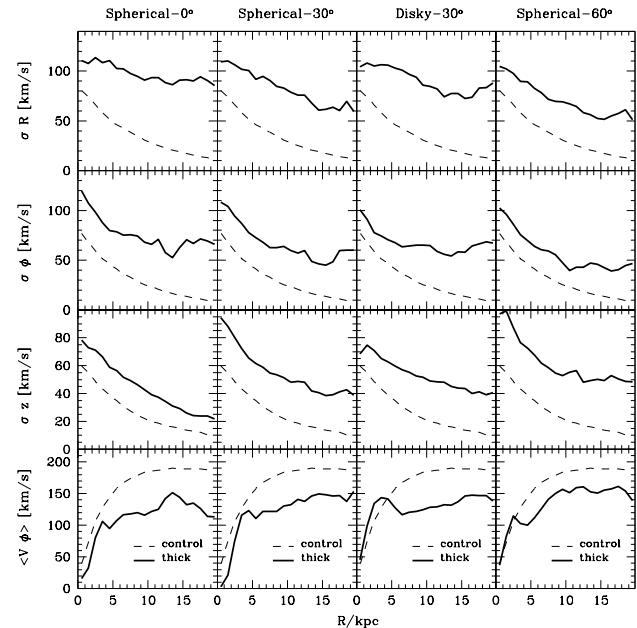 Spherical−0° Spherical−30° Disky−30° Spherical−60°
σ R [km/s]
100
50
0
σ ϕ [km/s]
100
50
0
σ z [km/s]
80
60
40
20
0
<V ϕ> [km/s]
200
150
100
50
0
control control control control
thick thick thick thick
0 5 10 15 0 5 10 15 0 5 10 15 0 5 10 15 20
R/kpc